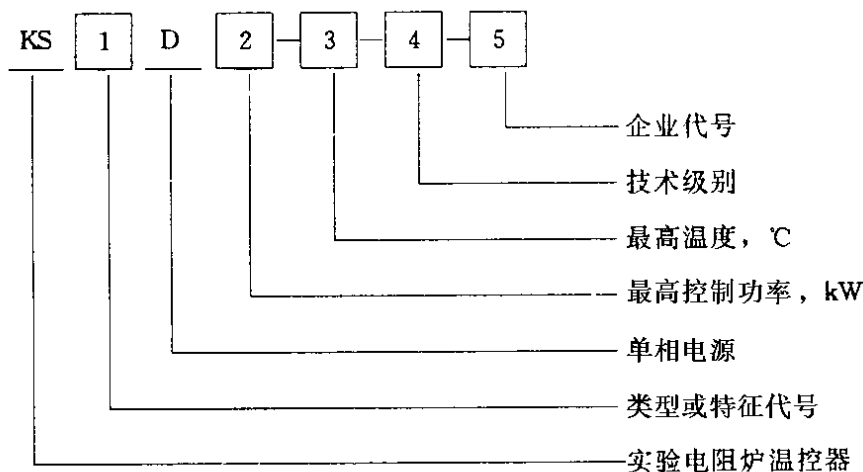 KS 1 D 2-3-4-5
企业代号
技术级别
最高温度,℃
最高控制功率,kW
单相电源
类型或特征代号
实验电阻炉温控器